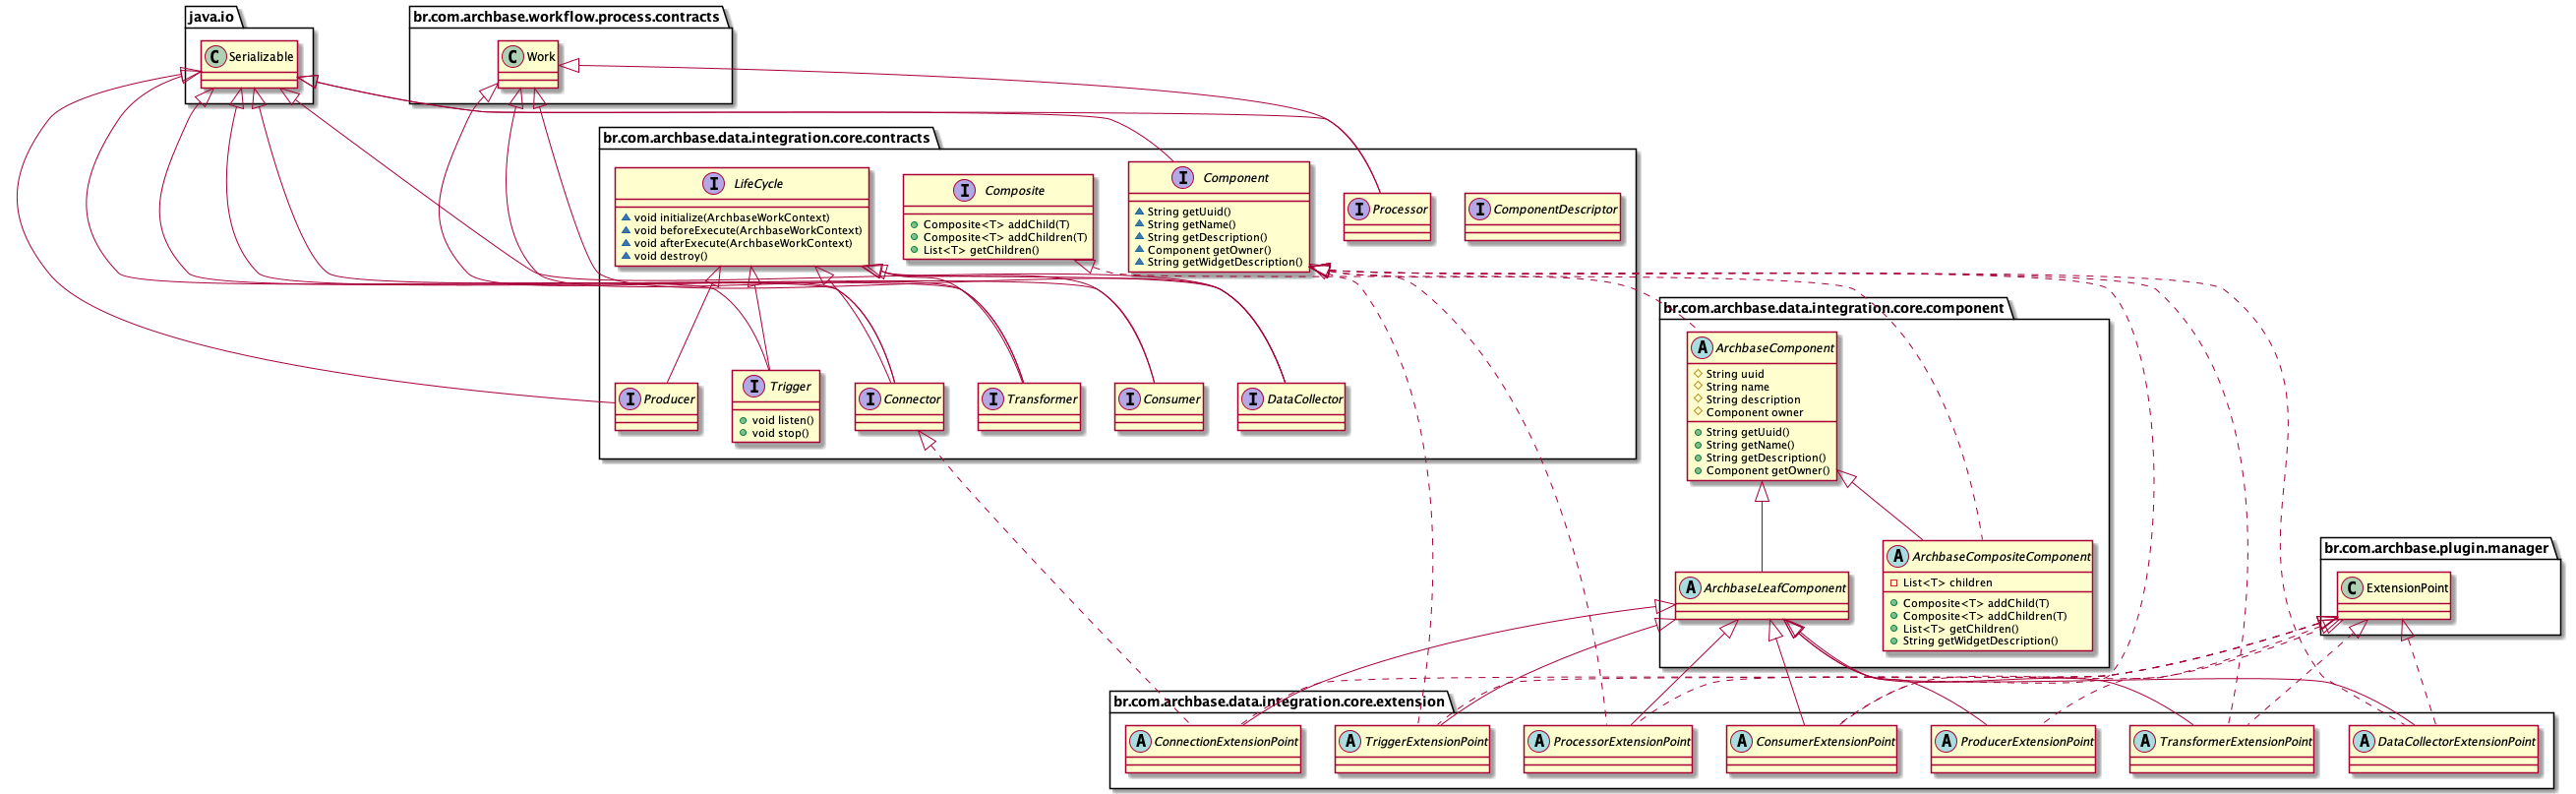 java.io
C Serializable
br.com.archbase.workflow.process.contracts
C Work
br.com.archbase.data.integration.core.contracts
I LifeCycle
void initialize(ArchbaseWorkContext)
void beforeExecute(ArchbaseWorkContext)
void afterExecute(ArchbaseWorkContext)
void destroy()
I Composite
Composite<T> addChild(T)
Composite<T> addChildren(T)
List<T> getChildren()
I Component
String getUuid()
String getName()
String getDescription()
Component getOwner()
String getWidgetDescription()
I Processor
I ComponentDescriptor
I Producer
I Trigger
void listen()
void stop()
I Connector
I Transformer
I Consumer
I DataCollector
br.com.archbase.data.integration.core.component
A ArchbaseComponent
String uuid
String name
String description
Component owner
String getUuid()
String getName()
String getDescription()
Component getOwner()
A ArchbaseLeafComponent
A ArchbaseCompositeComponent
List<T> children
Composite<T> addChild(T)
Composite<T> addChildren(T)
List<T> getChildren()
String getWidgetDescription()
br.com.archbase.plugin.manager
C ExtensionPoint
br.com.archbase.data.integration.core.extension
A ConnectionExtensionPoint
A TriggerExtensionPoint
A ProcessorExtensionPoint
A ConsumerExtensionPoint
A ProducerExtensionPoint
A TransformerExtensionPoint
A DataCollectorExtensionPoint